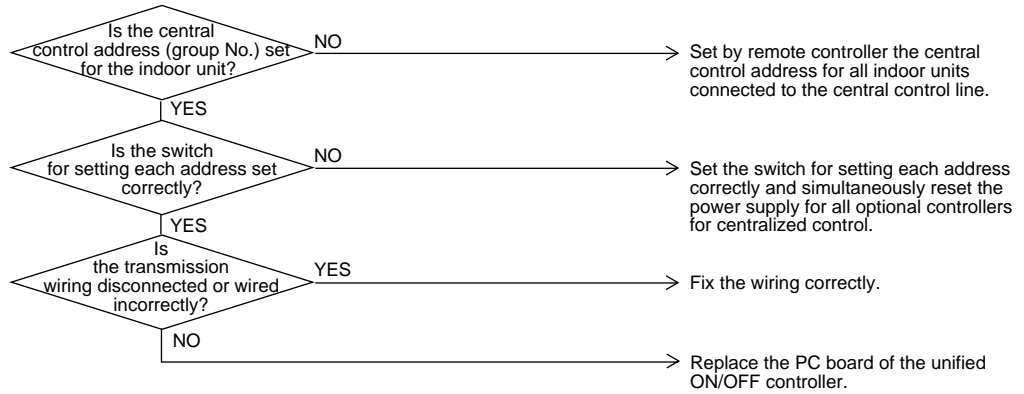 Is the central
control address (group No.) set
for the indoor unit?
NO
Set by remote controller the central
control address for all indoor units
connected to the central control line.
YES
Is the switch
for setting each address set
correctly?
NO
Set the switch for setting each address
correctly and simultaneously reset the
power supply for all optional controllers
for centralized control.
YES
Is
the transmission
wiring disconnected or wired
incorrectly?
YES
Fix the wiring correctly.
NO
Replace the PC board of the unified
ON/OFF controller.